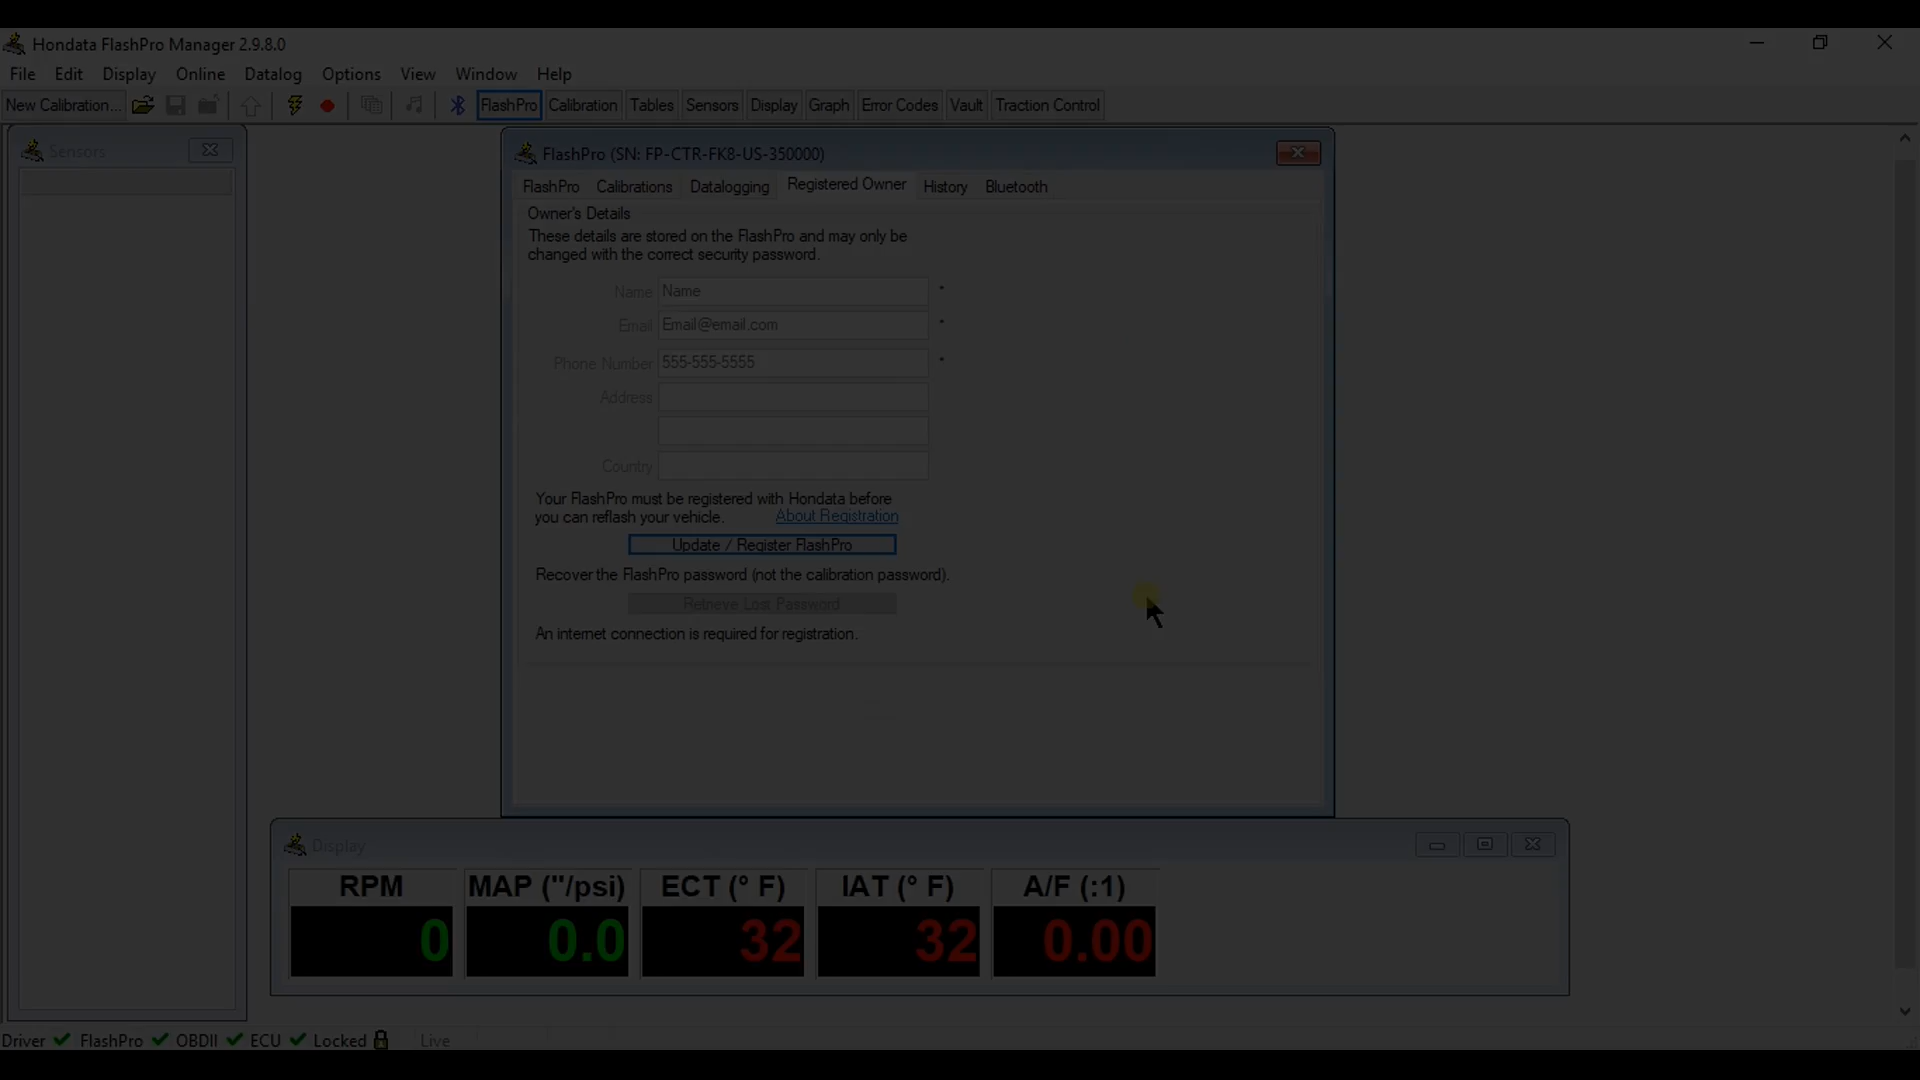 Hondata FlashPro Manager 2.9.8.0
File Edit Display Online Datalog Options View Window Help
New Calibration... FlashPro Calibration Tables Sensors Display Graph Error Codes Vault Traction Control
Sensors
FlashPro (SN: FP-CTR-FK8-US-350000)
FlashPro Calibrations Datalogging Registered Owner History Bluetooth
Owner's Details
These details are stored on the FlashPro and may only be
changed with the correct security password.
Name Name *
Email Email@email.com *
Phone Number 555-555-5555 *
Address
Country
Your FlashPro must be registered with Hondata before
you can reflash your vehicle. About Registration
Update / Register FlashPro
Recover the FlashPro password (not the calibration password).
Retrieve Lost Password
An internet connection is required for registration.
Display
RPM MAP ("/psi) ECT (° F) IAT (° F) A/F (:1)
0 0.0 32 32 0.00
Driver FlashPro OBDII ECU Locked Live